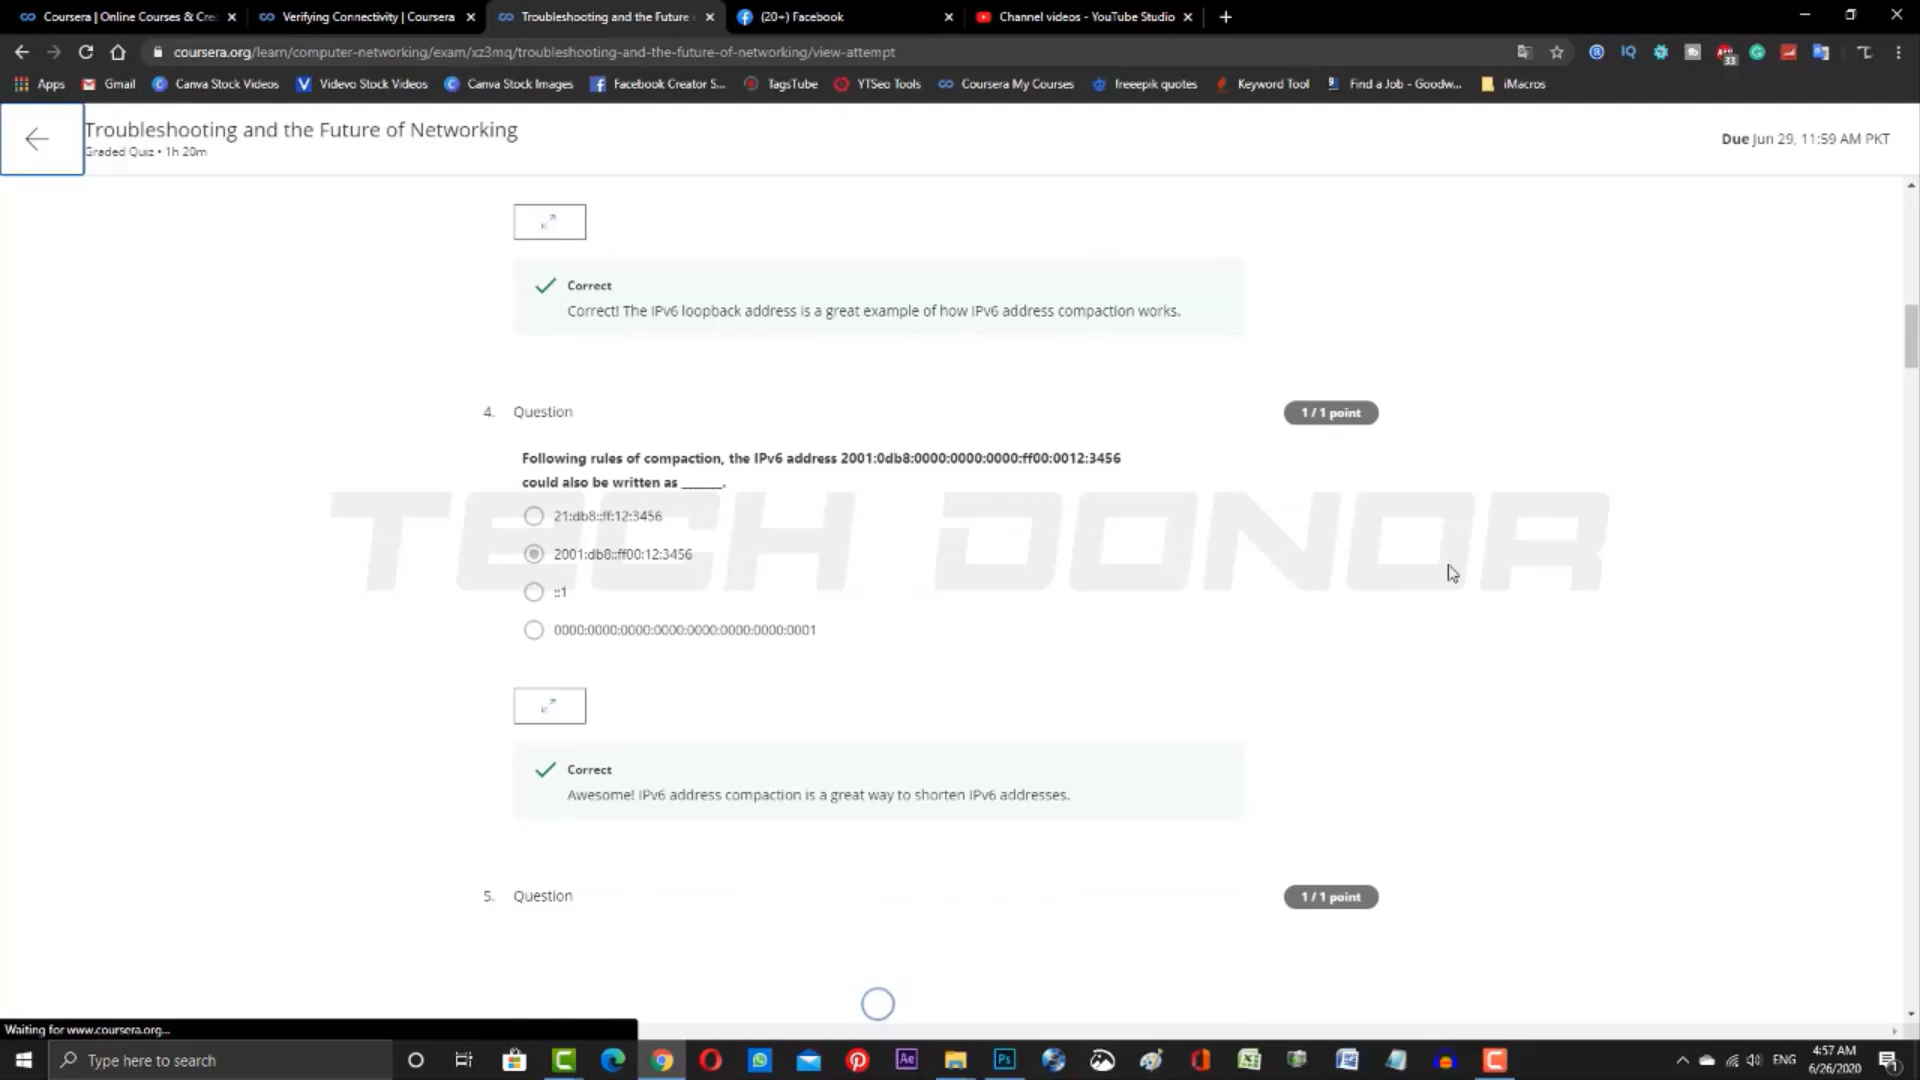 Coursera | Online Courses & Cre
Verifying Connectivity | Coursera
Troubleshooting and the Future
(20+) Facebook
Channel videos - YouTube Studio
coursera.org/learn/computer-networking/exam/xz3mq/troubleshooting-and-the-future-of-networking/view-attempt
33
Apps
Gmail
Canva Stock Videos
Videvo Stock Videos
Canva Stock Images
Facebook Creator S...
TagsTube
YTSeo Tools
Coursera My Courses
freeepik quotes
Keyword Tool
Find a Job - Goodw...
iMacros
Troubleshooting and the Future of Networking
Graded Quiz • 1h 20m
Due Jun 29, 11:59 AM PKT
Correct
Correct! The IPv6 loopback address is a great example of how IPv6 address compaction works.
4. Question
1 / 1 point
Following rules of compaction, the IPv6 address 2001:0db8:0000:0000:0000:ff00:0012:3456
could also be written as ______.
21:db8::ff:12:3456
2001:db8::ff00:12:3456
::1
0000:0000:0000:0000:0000:0000:0000:0001
TECH DONOR
Correct
Awesome! IPv6 address compaction is a great way to shorten IPv6 addresses.
5. Question
1 / 1 point
Waiting for www.coursera.org...
Type here to search
Ae
Ps
ENG
4:57 AM
6/26/2020